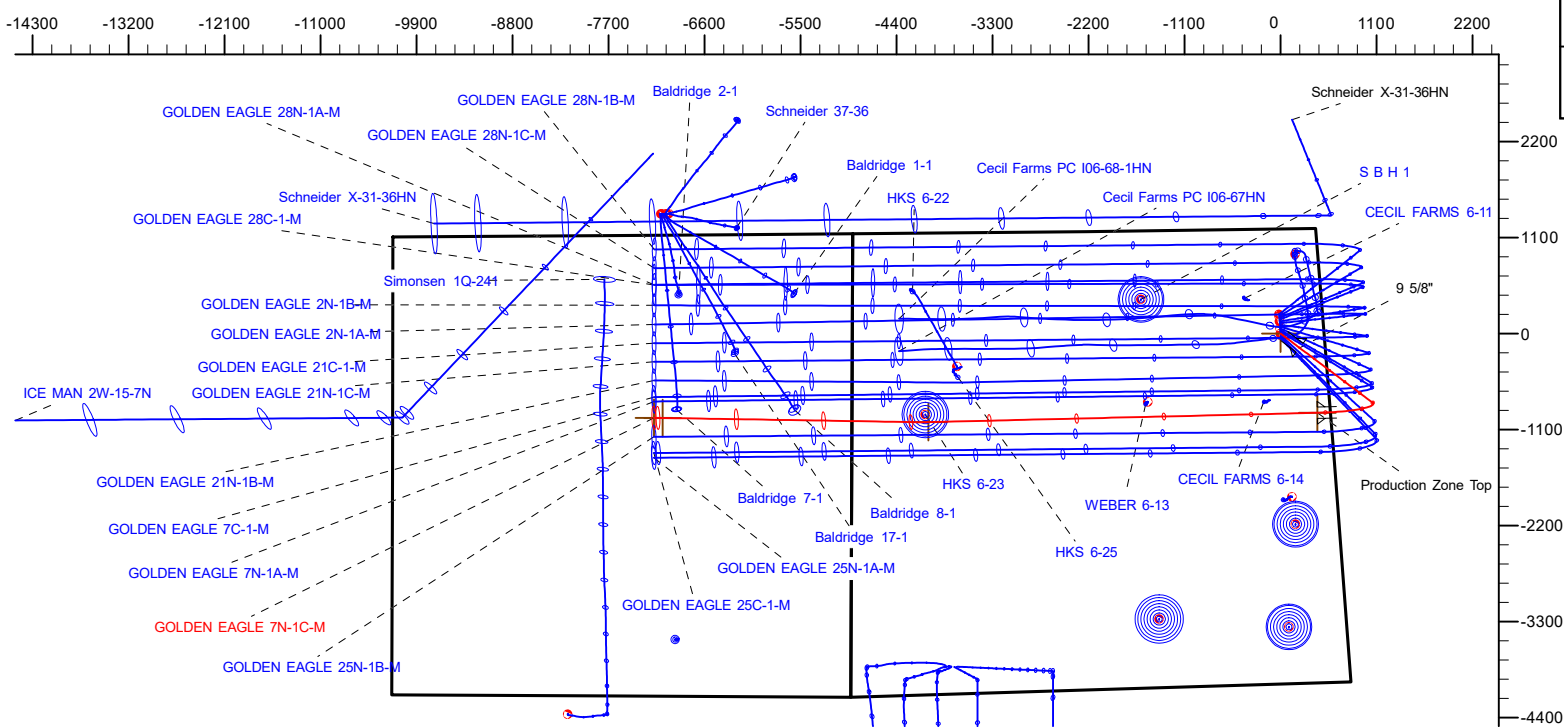 -14300 -13200 -12100 -11000 -9900 -8800 -7700 -6600 -5500 -4400 -3300 -2200 -1100 0 1100 2200
GOLDEN EAGLE 28N-1B-M
Baldridge 2-1
Schneider X-31-36HN
GOLDEN EAGLE 28N-1A-M
Schneider 37-36
GOLDEN EAGLE 28N-1C-M
2200
Baldridge 1-1
Cecil Farms PC I06-68-1HN
S B H 1
Schneider X-31-36HN
HKS 6-22
Cecil Farms PC I06-67HN
GOLDEN EAGLE 28C-1-M
CECIL FARMS 6-11
1100
Simonsen 1Q-241
9 5/8"
GOLDEN EAGLE 2N-1B-M
GOLDEN EAGLE 2N-1A-M
0
GOLDEN EAGLE 21C-1-M
ICE MAN 2W-15-7N
GOLDEN EAGLE 21N-1C-M
-1100
GOLDEN EAGLE 21N-1B-M
HKS 6-23
CECIL FARMS 6-14
Production Zone Top
Baldridge 7-1
WEBER 6-13
Baldridge 8-1
GOLDEN EAGLE 7C-1-M
-2200
Baldridge 17-1
HKS 6-25
GOLDEN EAGLE 7N-1A-M
GOLDEN EAGLE 25N-1A-M
GOLDEN EAGLE 25C-1-M
GOLDEN EAGLE 7N-1C-M
-3300
GOLDEN EAGLE 25N-1B-M
-4400